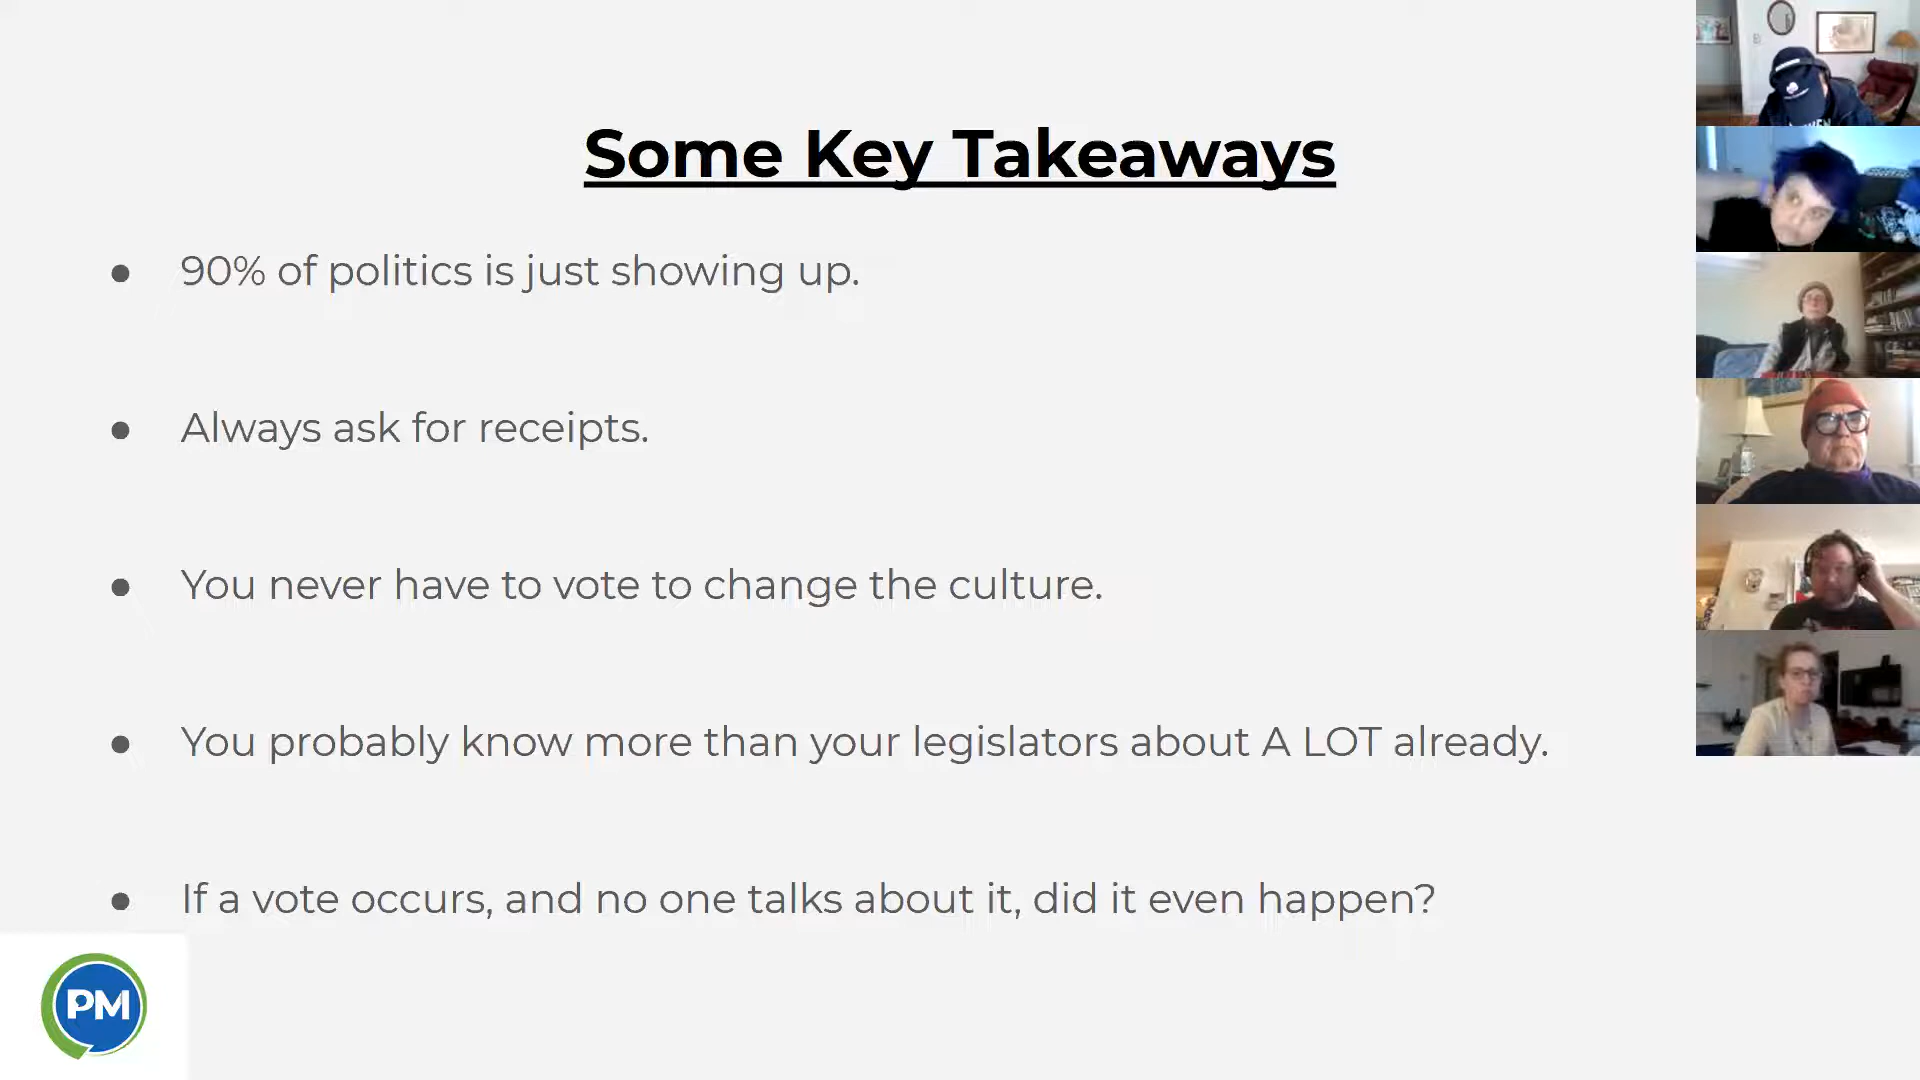 Some Key Takeaways
● 90% of politics is just showing up.
● Always ask for receipts.
● You never have to vote to change the culture.
● You probably know more than your legislators about A LOT already.
● If a vote occurs, and no one talks about it, did it even happen?
PM